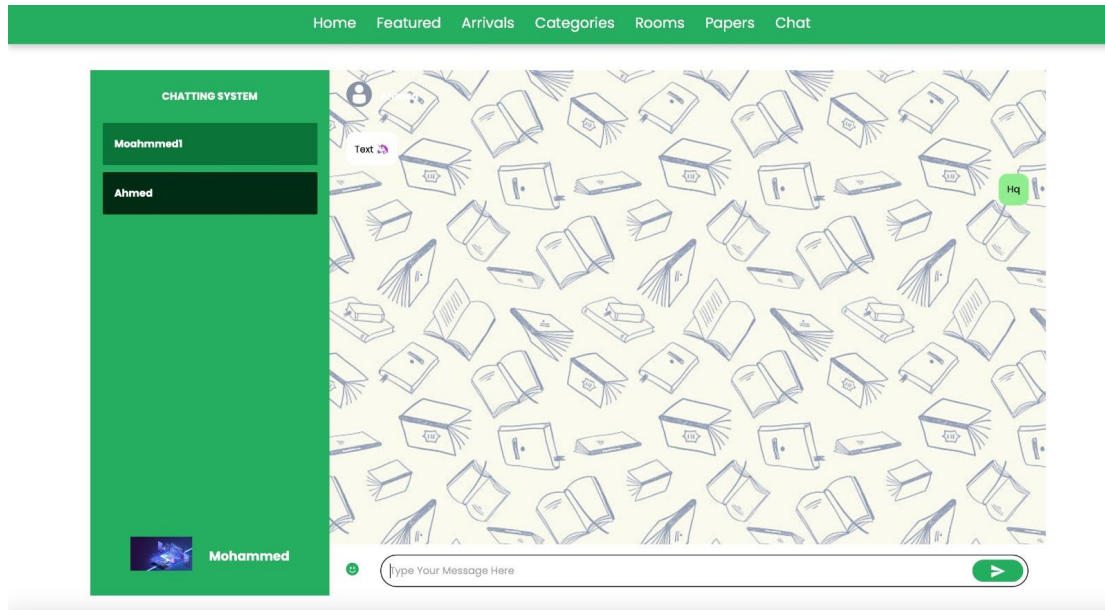 Home Featured Arrivals Categories Rooms Papers Chat
CHATTING SYSTEM
Moahmmed1
Ahmed
Mohammed
Text 🦄
Hq
Type Your Message Here